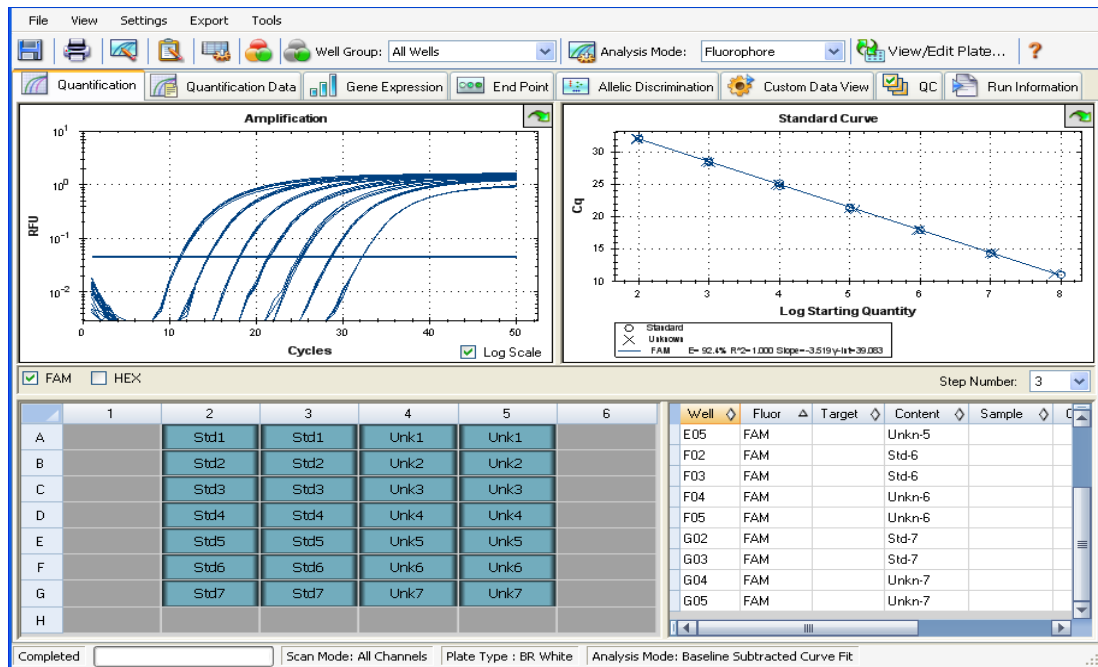 File View Settings Export Tools
Well Group: All Wells Analysis Mode: Fluorophore View/Edit Plate... ?
Quantification Quantification Data Gene Expression End Point Allelic Discrimination Custom Data View QC Run Information
Amplification
10^1
10^0
10^-1
10^-2
RFU
0 10 20 30 40 50
Cycles
Log Scale
Standard Curve
30
25
20
15
10
Cq
2 3 4 5 6 7 8
Log Starting Quantity
Standard
Unknown
FAM E= 92.4% R^2=1.000 Slope=-3.519 y-int=39.083
FAM HEX Step Number: 3
1 2 3 4 5 6
A Std1 Std1 Unk1 Unk1
B Std2 Std2 Unk2 Unk2
C Std3 Std3 Unk3 Unk3
D Std4 Std4 Unk4 Unk4
E Std5 Std5 Unk5 Unk5
F Std6 Std6 Unk6 Unk6
G Std7 Std7 Unk7 Unk7
H
Well Fluor Target Content Sample
E05 FAM Unkn-5
F02 FAM Std-6
F03 FAM Std-6
F04 FAM Unkn-6
F05 FAM Unkn-6
G02 FAM Std-7
G03 FAM Std-7
G04 FAM Unkn-7
G05 FAM Unkn-7
Completed Scan Mode: All Channels Plate Type : BR White Analysis Mode: Baseline Subtracted Curve Fit